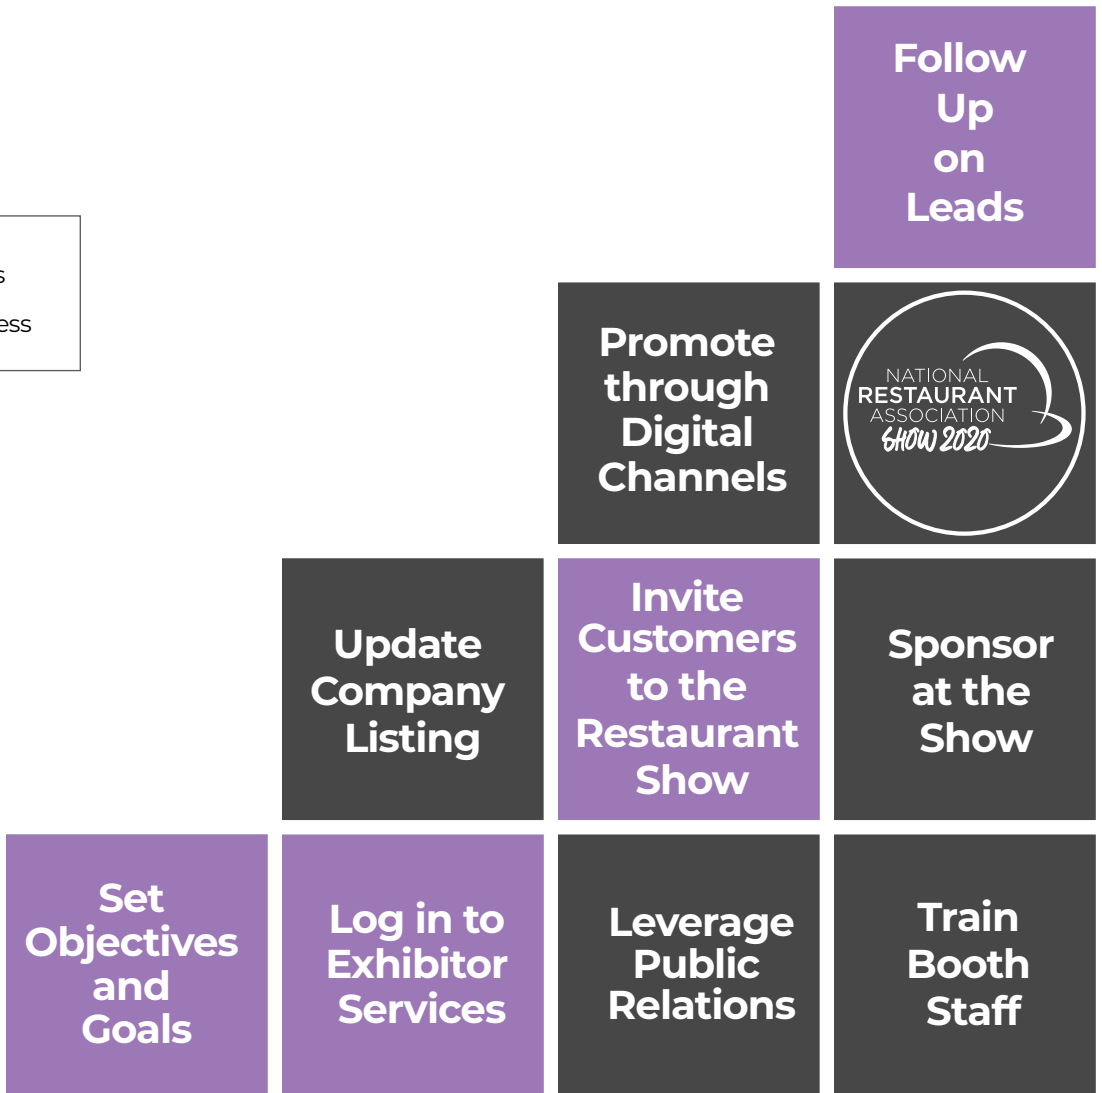 Follow
Up
on
Leads
Promote
through
Digital
Channels
NATIONAL
RESTAURANT
ASSOCIATION
SHOW 2020
Update
Company
Listing
Invite
Customers
to the
Restaurant
Show
Sponsor
at the
Show
Set
Objectives
and
Goals
Log in to
Exhibitor
Services
Leverage
Public
Relations
Train
Booth
Staff